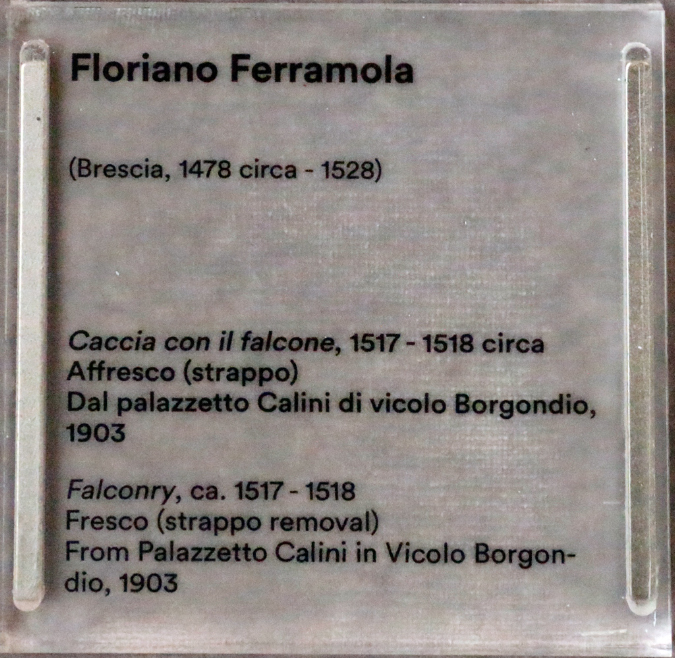 Floriano Ferramola
(Brescia, 1478 circa - 1528)
Caccia con il falcone, 1517 - 1518 circa
Affresco (strappo)
Dal palazzetto Calini di vicolo Borgondio,
1903
Falconry, ca. 1517 - 1518
Fresco (strappo removal)
From Palazzetto Calini in Vicolo Borgon-
dio, 1903